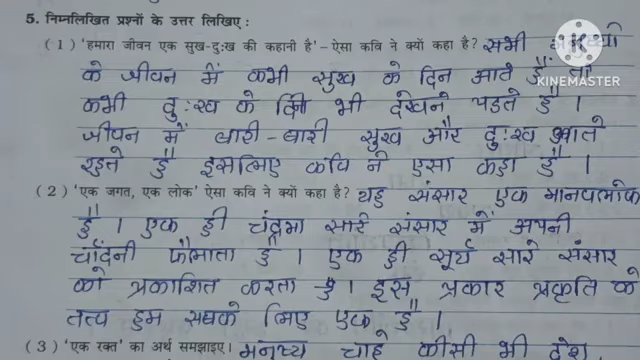 5. निम्नलिखित प्रश्नों के उत्तर लिखिए :
(1) 'हमारा जीवन एक सुख-दुःख की कहानी है' – ऐसा कवि ने क्यों कहा है? सभी
के जीवन में कभी सुख के दिन आते हैं तो
KINEMASTER
कभी दुःख के दिन भी देखने पडते है ।
जीवन में बारी-बारी सुख और दुःख आते
रहते है इसलिए कवि ने एसा कहा है ।
(2) 'एक जगत, एक लोक' ऐसा कवि ने क्यों कहा है? यह संसार एक मानवलोक
है । एक ही चंद्रमा सारे संसार में अपनी
चाँदनी फैलाता है । एक ही सूर्य सारे संसार
को प्रकाशित करता है । इस प्रकार प्रकृति के
तत्व हम सबके लिए एक है ।
(3) 'एक रक्त' का अर्थ समझाइए। मनुष्य चाहे कीसी भी देश